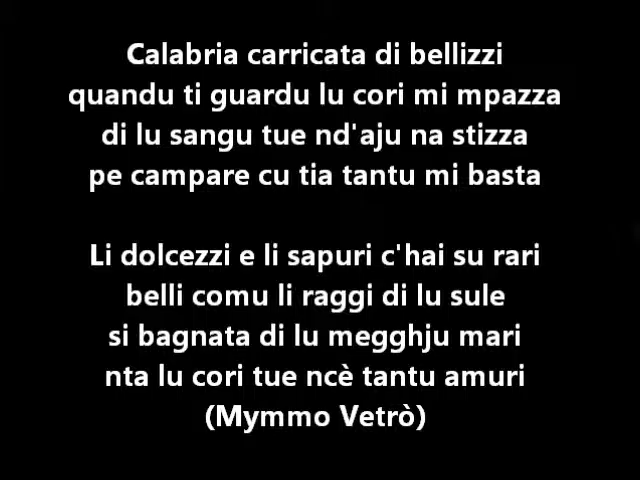 Calabria carricata di bellizzi
quandu ti guardu lu cori mi mpazza
di lu sangu tue nd'aju na stizza
pe campare cu tia tantu mi basta
Li dolcezzi e li sapuri c'hai su rari
belli comu li raggi di lu sule
si bagnata di lu megghju mari
nta lu cori tue ncè tantu amuri
(Mymmo Vetrò)